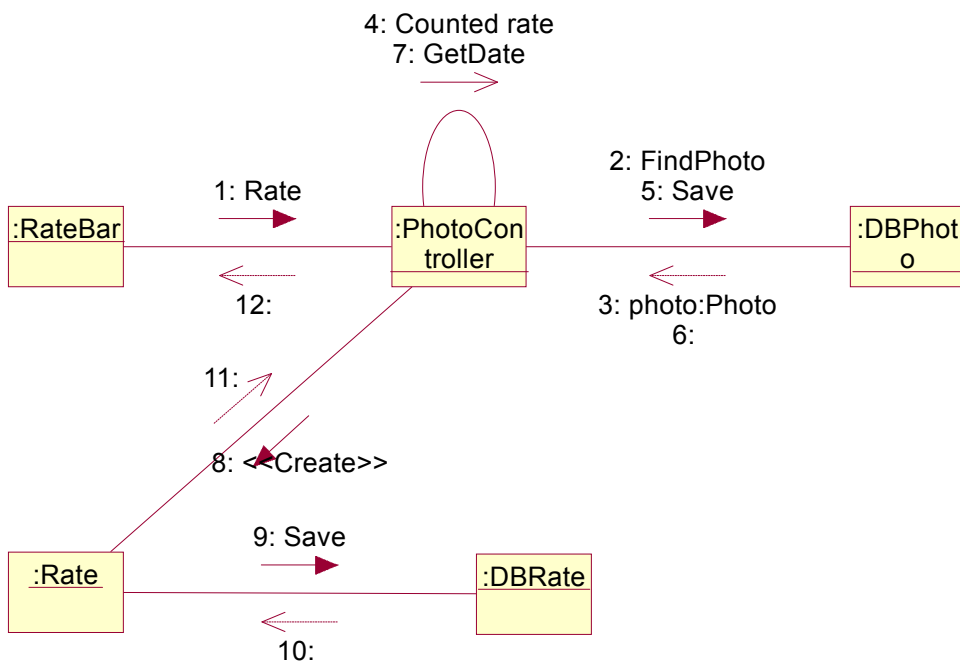 4: Counted rate
7: GetDate
1: Rate
2: FindPhoto
5: Save
:RateBar
:PhotoCon
troller
:DBPhot
o
12:
3: photo:Photo
6:
11:
8: <<Create>>
9: Save
:Rate
:DBRate
10: